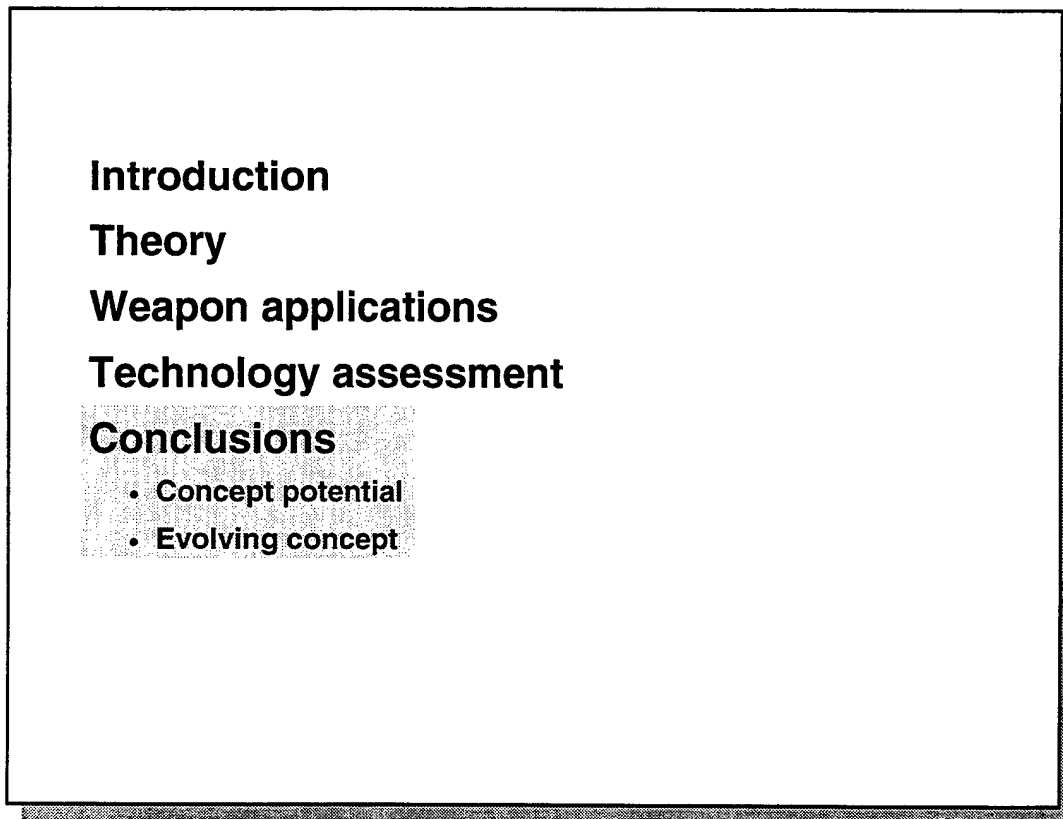 Introduction
Theory
Weapon applications
Technology assessment
Conclusions
• Concept potential
• Evolving concept